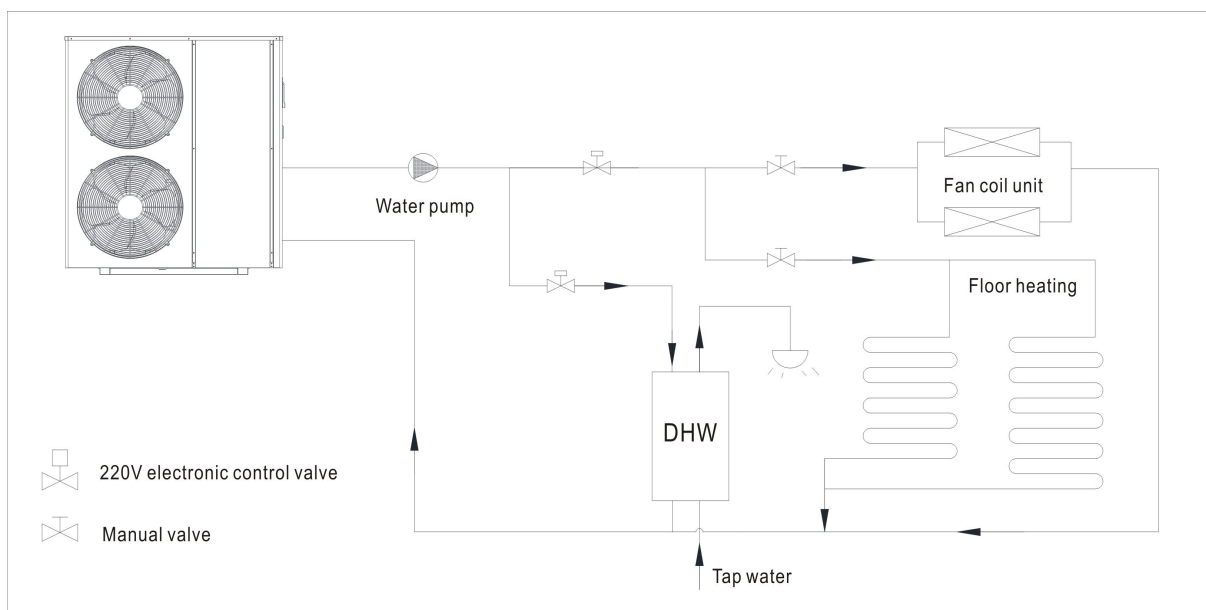 Water pump
Fan coil unit
Floor heating
DHW
220V electronic control valve
Manual valve
Tap water